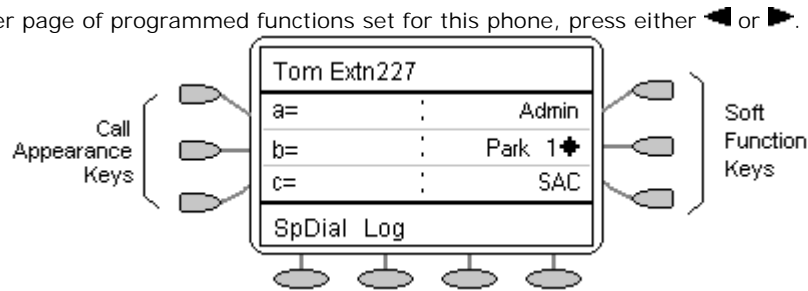 er page of programmed functions set for this phone, press either ◄ or ►.
Tom Extn227
a= : Admin
b= : Park 1♦
c= : SAC
SpDial Log
Call
Appearance
Keys
Soft
Function
Keys